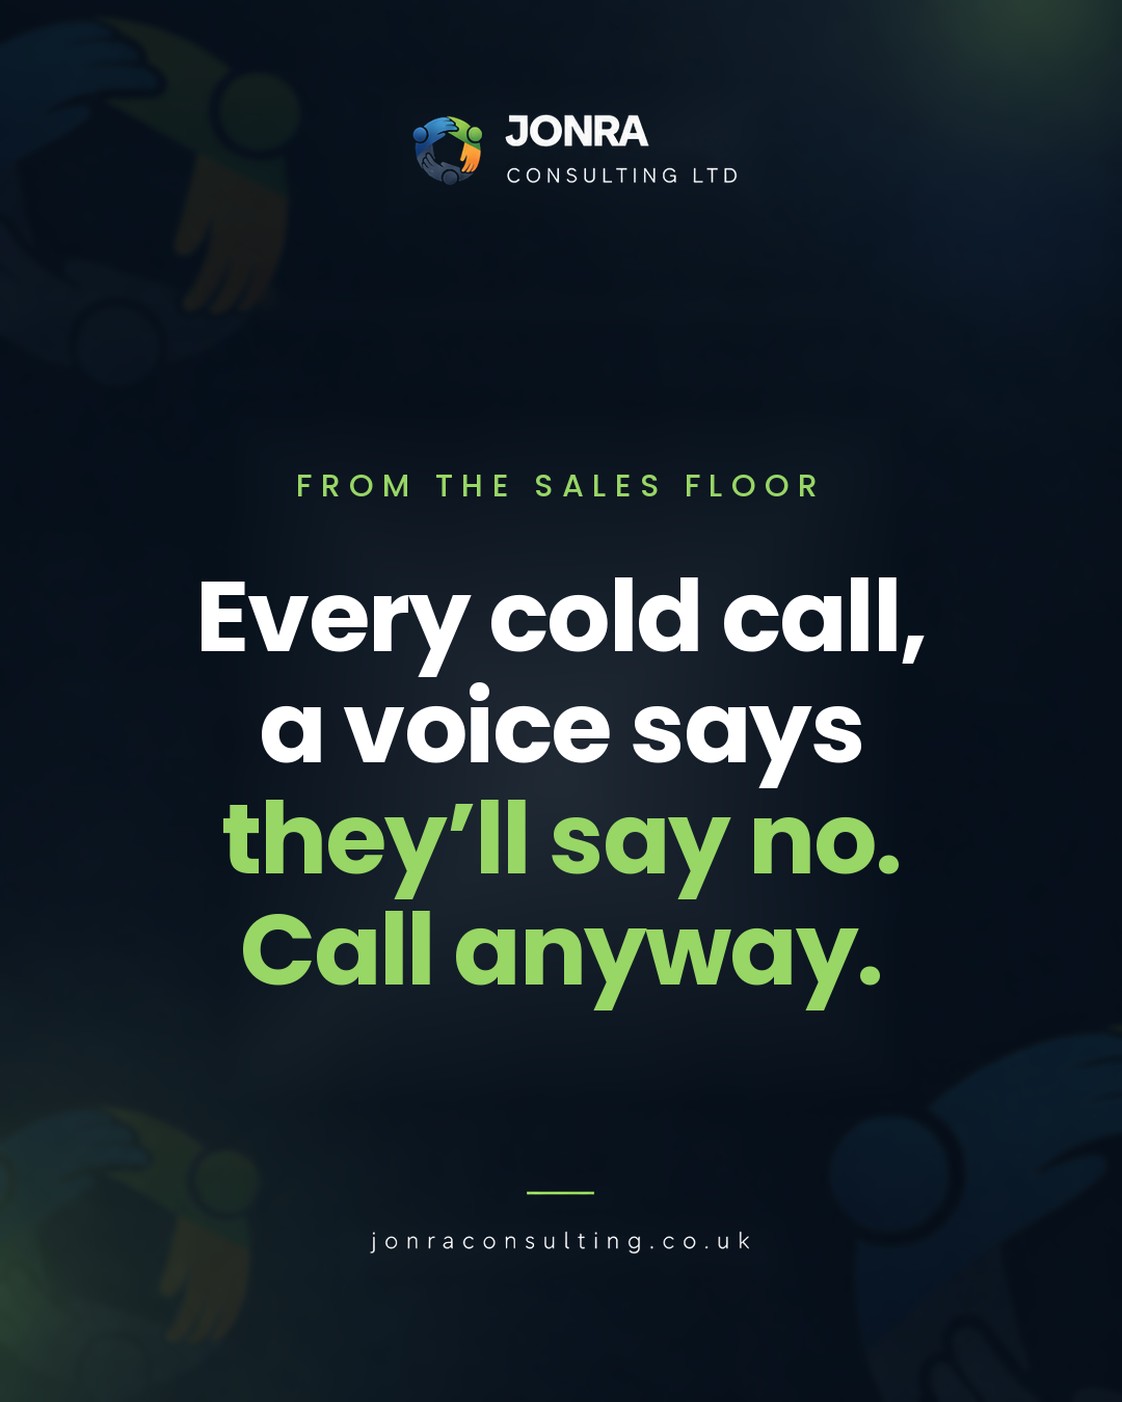 JONRA
CONSULTING LTD
FROM THE SALES FLOOR
Every cold call,
a voice says
they’ll say no.
Call anyway.
jonraconsulting.co.uk